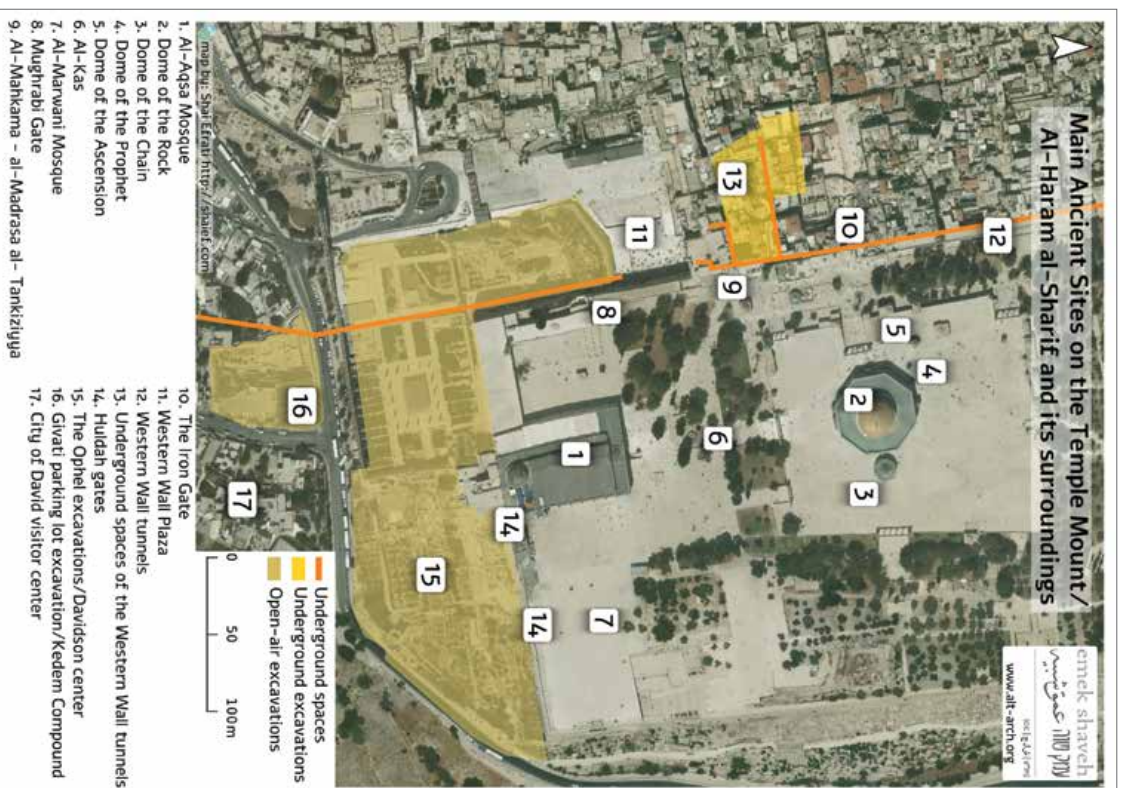 Main Ancient Sites on the Temple Mount/
Al-Haram al-Sharif and its surroundings
emek shaveh
עמק שווה
www.alt-arch.org
12
4
5
3
2
10
9
13
6
11
8
7
1
14
14
15
16
17
Underground spaces
Underground excavations
Open-air excavations
0 50 100m
map by: Shai Efrati http://shaief.com
1. Al-Aqsa Mosque
2. Dome of the Rock
3. Dome of the Chain
4. Dome of the Prophet
5. Dome of the Ascension
6. Al-Kas
7. Al-Marwani Mosque
8. Mughrabi Gate
9. Al-Mahkama - al-Madrasa al- Tankiziyya
10. The Iron Gate
11. Western Wall Plaza
12. Western Wall tunnels
13. Underground spaces of the Western Wall tunnels
14. Huldah gates
15. The Ophel excavations/Davidson center
16. Givati parking lot excavation/Kedem Compound
17. City of David visitor center